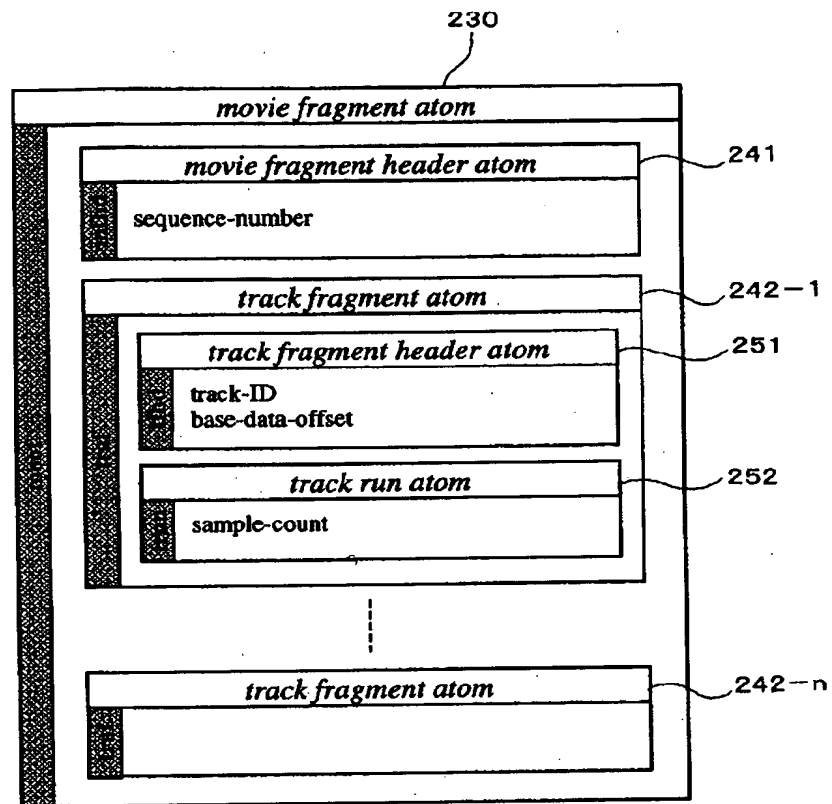 230
movie fragment atom
movie fragment header atom
241
sequence-number
track fragment atom
242-1
track fragment header atom
251
track-ID
base-data-offset
track run atom
252
sample-count
track fragment atom
242-n